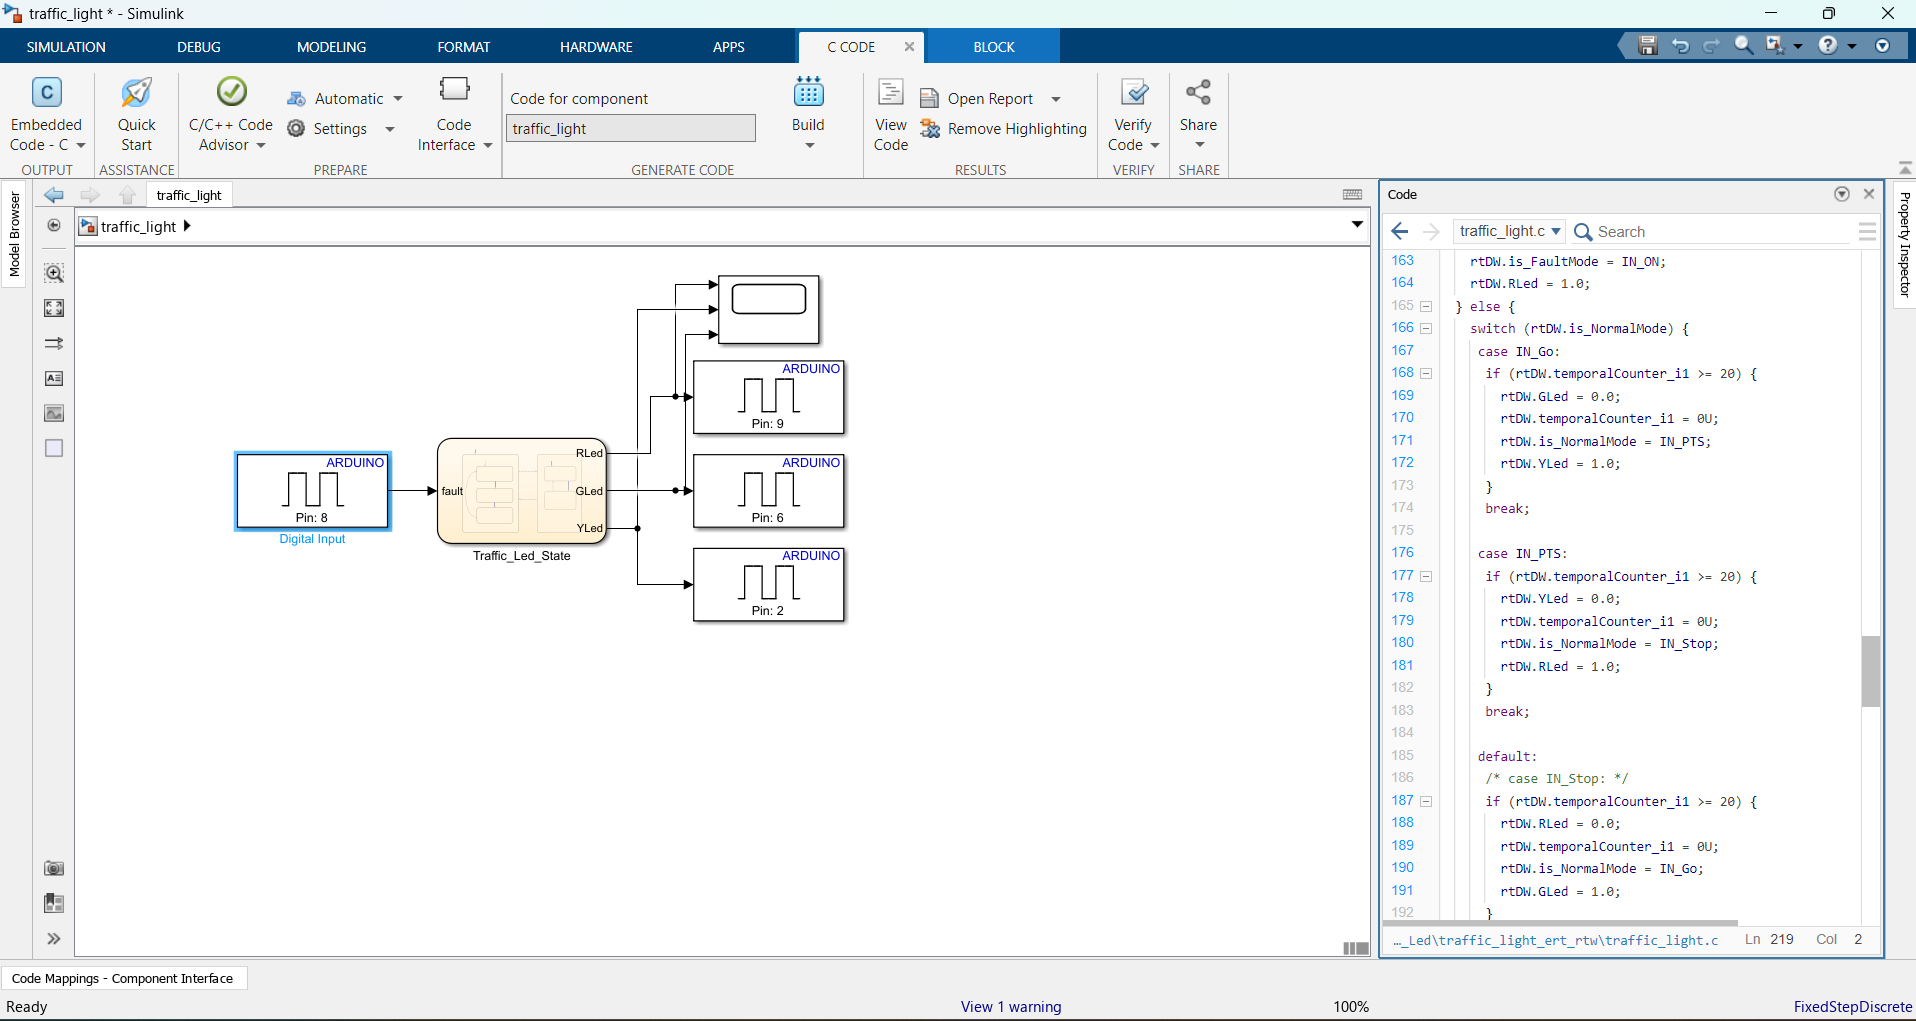 traffic_light * - Simulink
SIMULATION DEBUG MODELING FORMAT HARDWARE APPS C CODE BLOCK
Embedded Code - C
OUTPUT
Quick Start
ASSISTANCE
C/C++ Code Advisor
Automatic
Settings
Code Interface
PREPARE
Code for component
traffic_light
Build
GENERATE CODE
View Code
Open Report
Remove Highlighting
RESULTS
Verify Code
VERIFY
Share
SHARE
Model Browser
traffic_light
traffic_light
ARDUINO
Pin: 9
ARDUINO
Pin: 8
Digital Input
fault
RLed
GLed
YLed
Traffic_Led_State
ARDUINO
Pin: 6
ARDUINO
Pin: 2
Code
traffic_light.c Search
163 rtDW.is_FaultMode = IN_ON;
164 rtDW.RLed = 1.0;
165 } else {
166 switch (rtDW.is_NormalMode) {
167 case IN_Go:
168 if (rtDW.temporalCounter_i1 >= 20) {
169 rtDW.GLed = 0.0;
170 rtDW.temporalCounter_i1 = 0U;
171 rtDW.is_NormalMode = IN_PTS;
172 rtDW.YLed = 1.0;
173 }
174 break;
175
176 case IN_PTS:
177 if (rtDW.temporalCounter_i1 >= 20) {
178 rtDW.YLed = 0.0;
179 rtDW.temporalCounter_i1 = 0U;
180 rtDW.is_NormalMode = IN_Stop;
181 rtDW.RLed = 1.0;
182 }
183 break;
184
185 default:
186 /* case IN_Stop: */
187 if (rtDW.temporalCounter_i1 >= 20) {
188 rtDW.RLed = 0.0;
189 rtDW.temporalCounter_i1 = 0U;
190 rtDW.is_NormalMode = IN_Go;
191 rtDW.GLed = 1.0;
192 }
..._Led\traffic_light_ert_rtw\traffic_light.c Ln 219 Col 2
Property Inspector
Code Mappings - Component Interface
Ready View 1 warning 100% FixedStepDiscrete